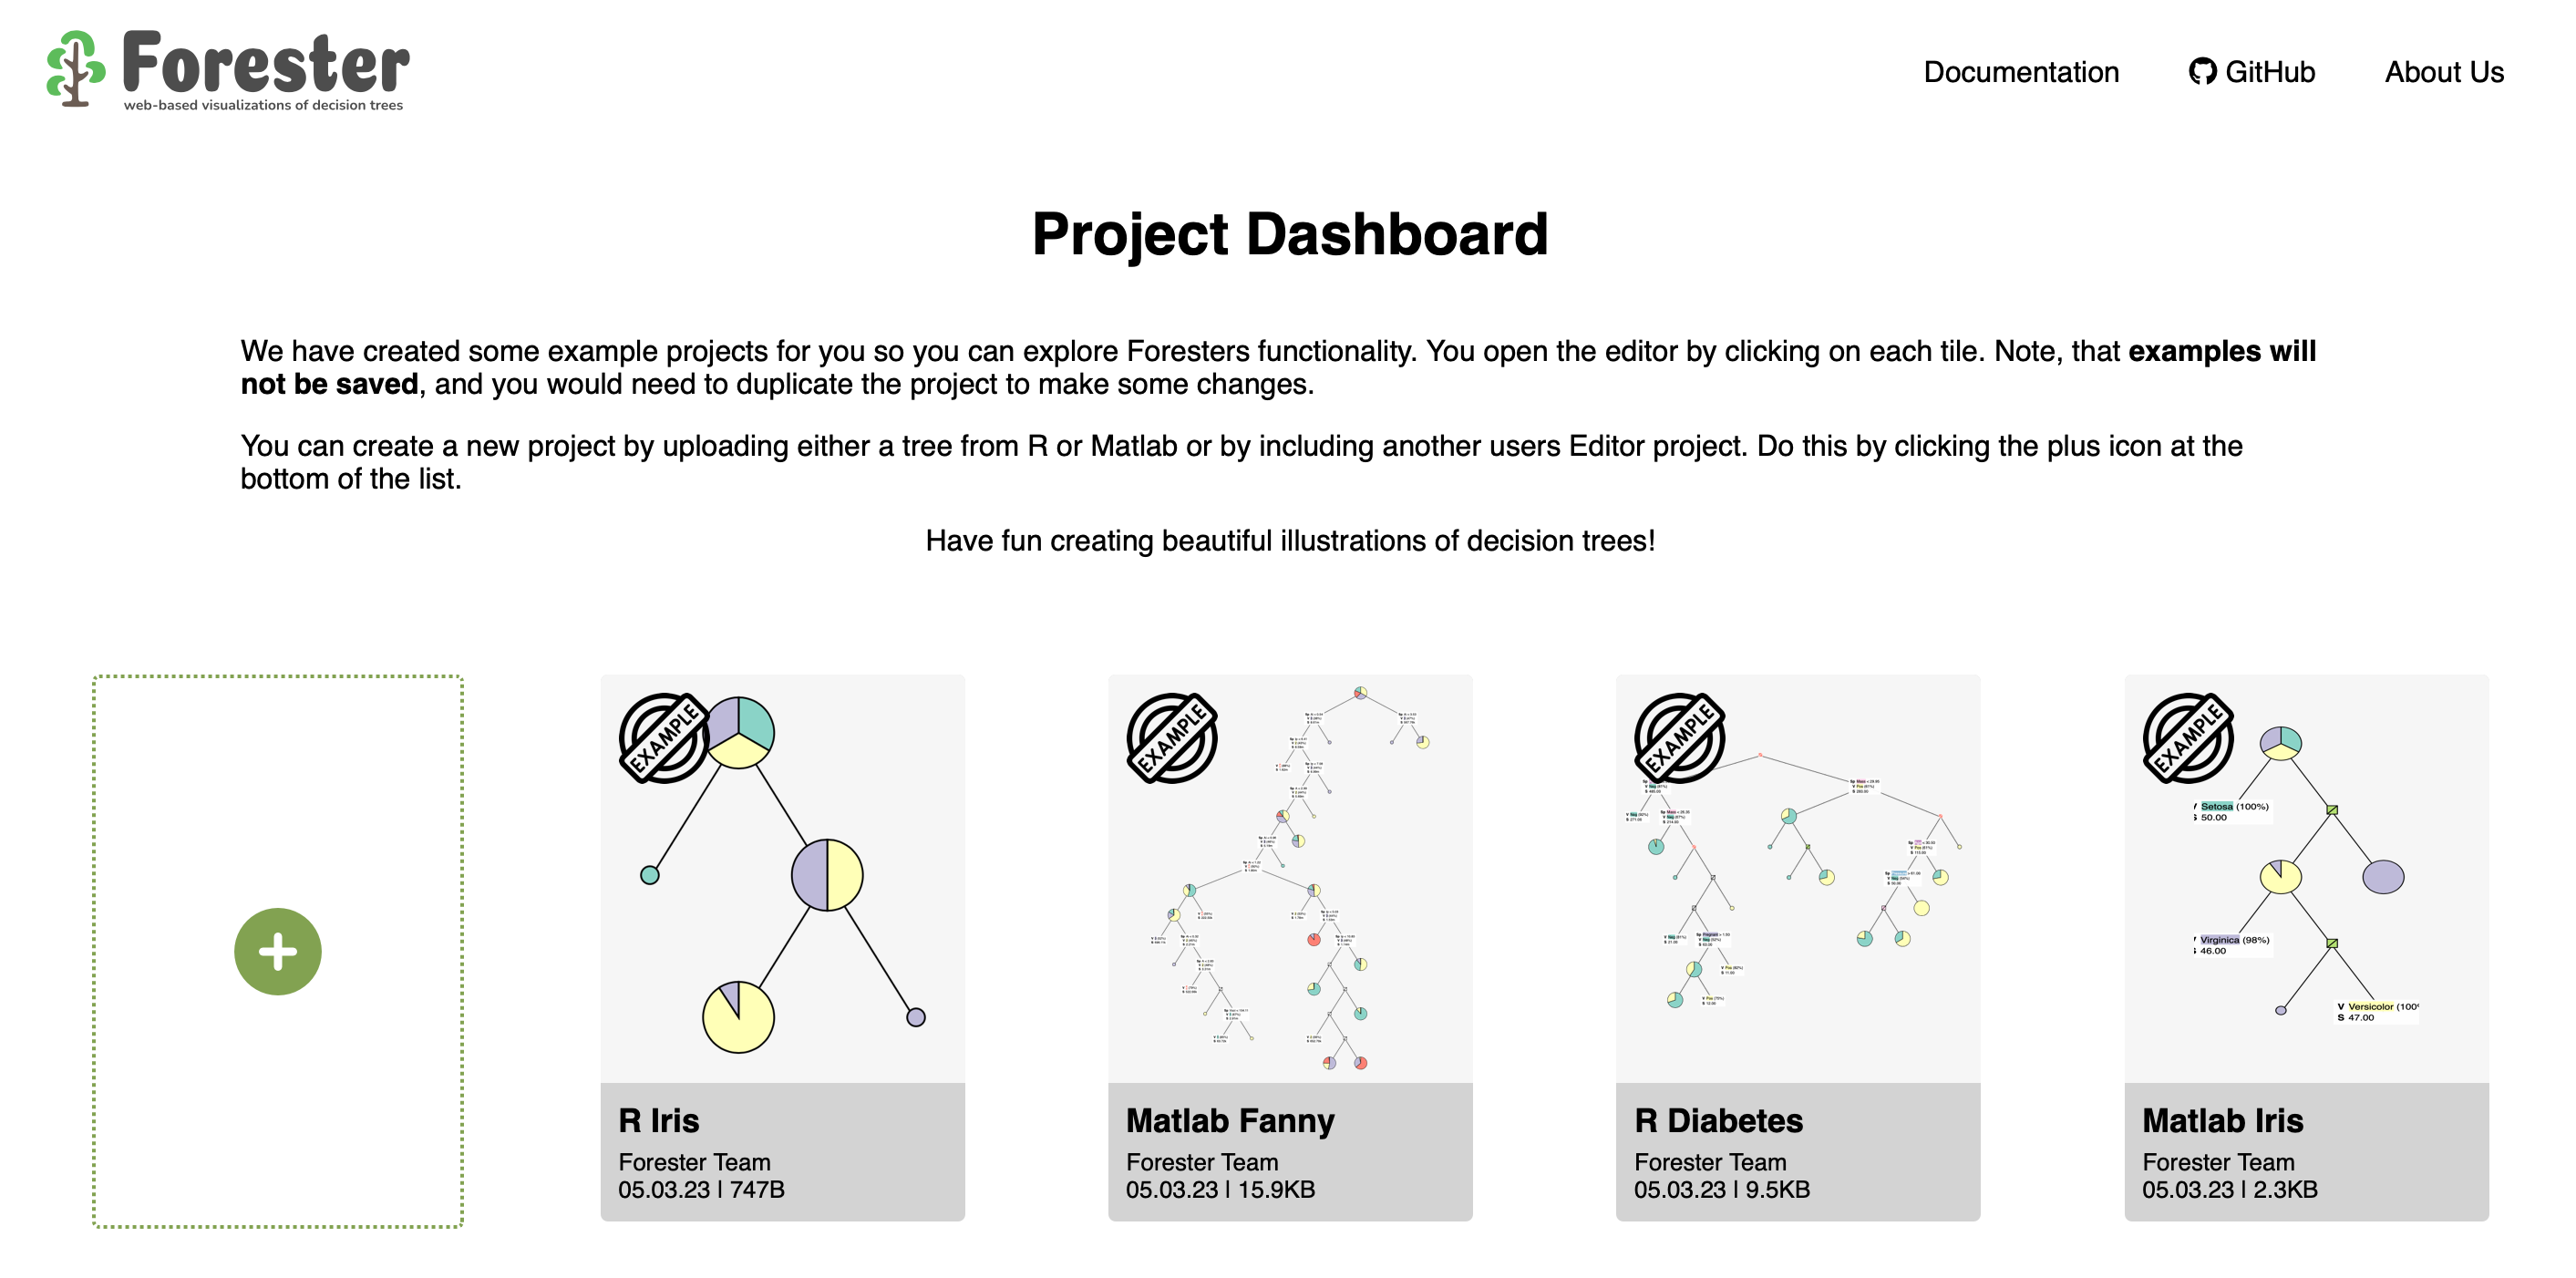 Forester
web-based visualizations of decision trees
Documentation
GitHub
About Us
Project Dashboard
We have created some example projects for you so you can explore Foresters functionality. You open the editor by clicking on each tile. Note, that examples will
not be saved, and you would need to duplicate the project to make some changes.
You can create a new project by uploading either a tree from R or Matlab or by including another users Editor project. Do this by clicking the plus icon at the
bottom of the list.
Have fun creating beautiful illustrations of decision trees!
EXAMPLE
R Iris
Forester Team
05.03.23 | 747B
EXAMPLE
Matlab Fanny
Forester Team
05.03.23 | 15.9KB
EXAMPLE
R Diabetes
Forester Team
05.03.23 | 9.5KB
EXAMPLE
Setosa (100%)
50.00
Virginica (98%)
46.00
V Versicolor (100
S 47.00
Matlab Iris
Forester Team
05.03.23 | 2.3KB